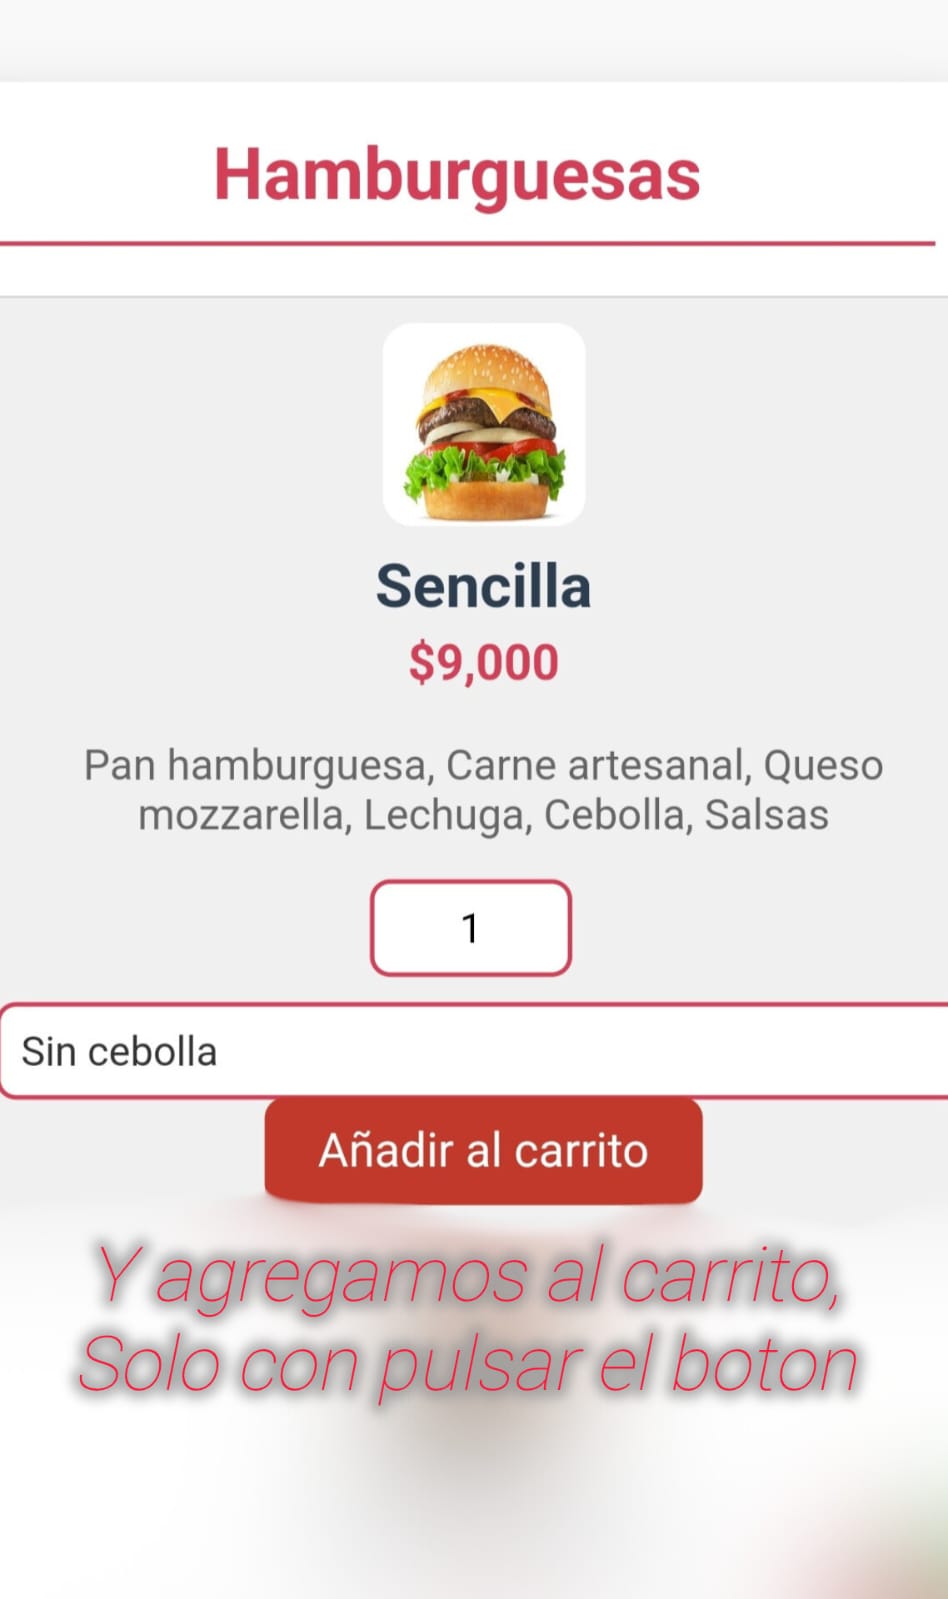 Hamburguesas
Sencilla
$9,000
Pan hamburguesa, Carne artesanal, Queso
mozzarella, Lechuga, Cebolla, Salsas
1
Sin cebolla
Añadir al carrito
Y agregamos al carrito,
Solo con pulsar el boton